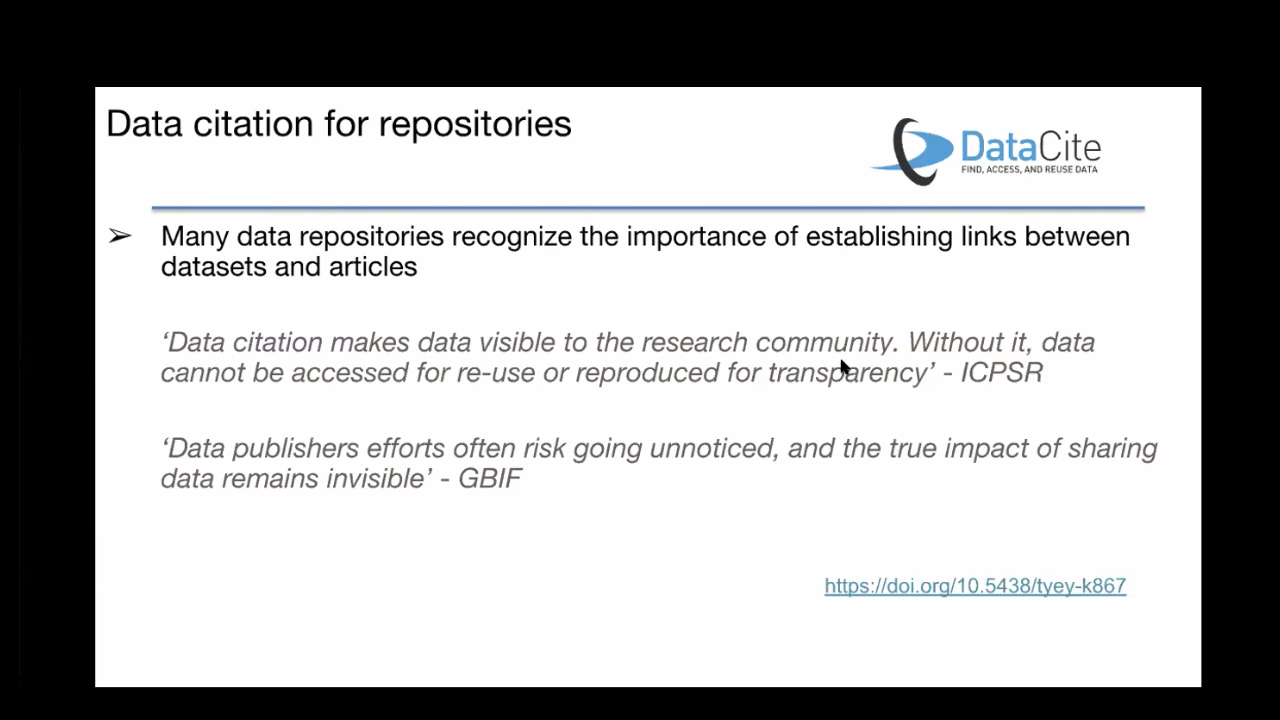 Data citation for repositories
DataCite
FIND, ACCESS, AND REUSE DATA
➢ Many data repositories recognize the importance of establishing links between
datasets and articles
‘Data citation makes data visible to the research community. Without it, data
cannot be accessed for re-use or reproduced for transparency’ - ICPSR
‘Data publishers efforts often risk going unnoticed, and the true impact of sharing
data remains invisible’ - GBIF
https://doi.org/10.5438/tyey-k867